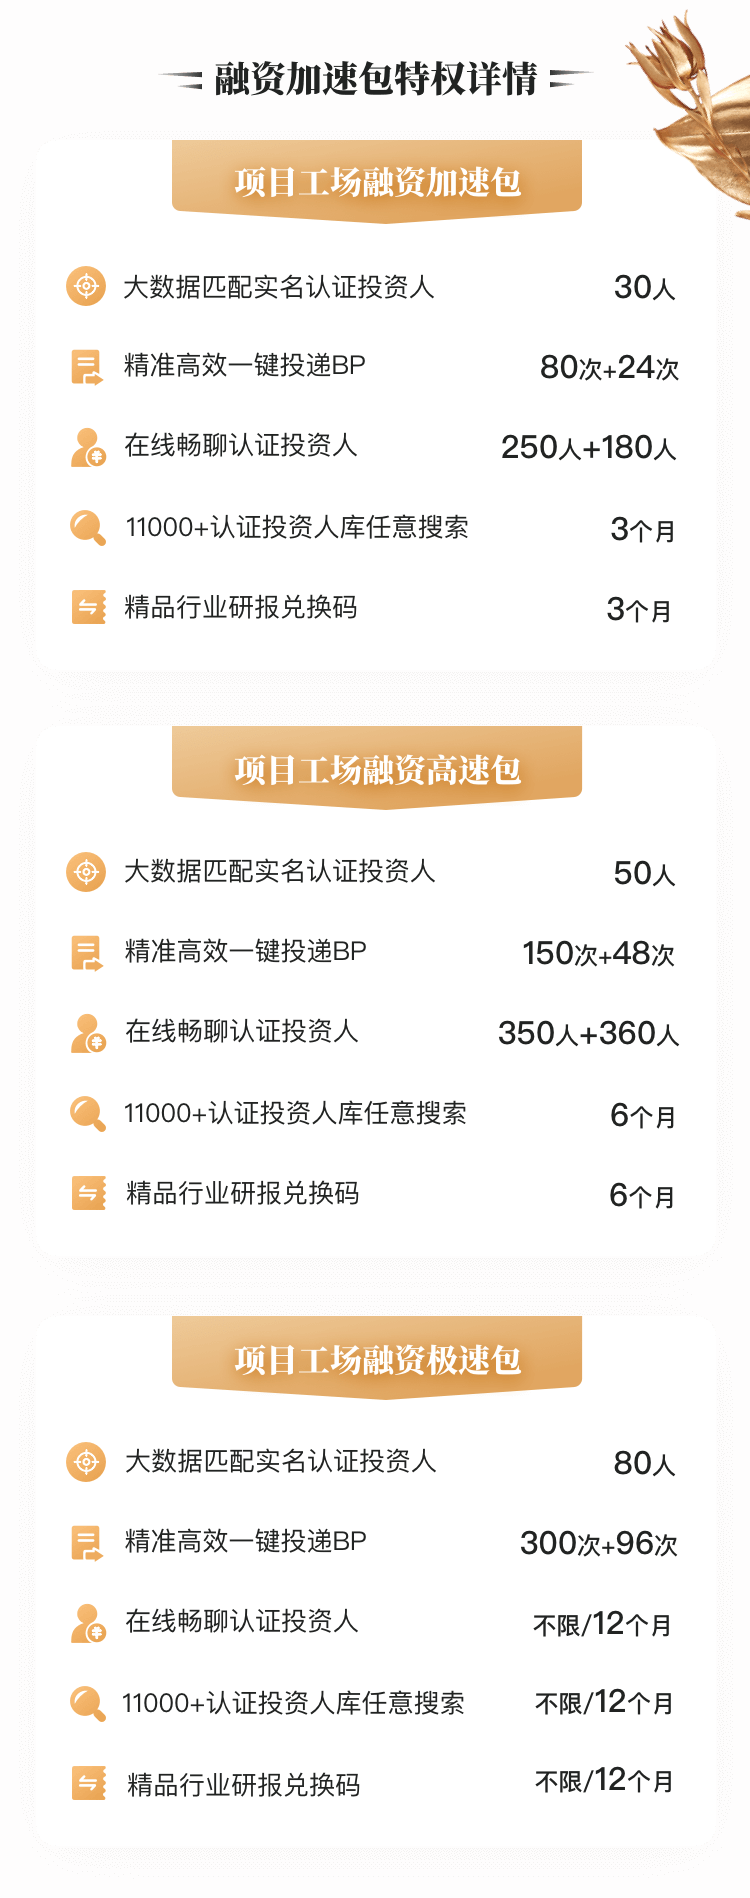 融资加速包特权详情
项目工场融资加速包
大数据匹配实名认证投资人 30人
精准高效一键投递BP 80次+24次
在线畅聊认证投资人 250人+180人
11000+认证投资人库任意搜索 3个月
精品行业研报兑换码 3个月
项目工场融资高速包
大数据匹配实名认证投资人 50人
精准高效一键投递BP 150次+48次
在线畅聊认证投资人 350人+360人
11000+认证投资人库任意搜索 6个月
精品行业研报兑换码 6个月
项目工场融资极速包
大数据匹配实名认证投资人 80人
精准高效一键投递BP 300次+96次
在线畅聊认证投资人 不限/12个月
11000+认证投资人库任意搜索 不限/12个月
精品行业研报兑换码 不限/12个月